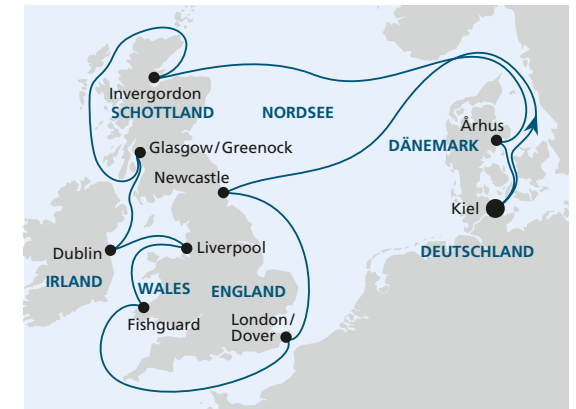 Invergordon
SCHOTTLAND
NORDSEE
Århus
Glasgow/Greenock
DÄNEMARK
Newcastle
Kiel
Dublin
Liverpool
DEUTSCHLAND
IRLAND
WALES
ENGLAND
Fishguard
London/
Dover